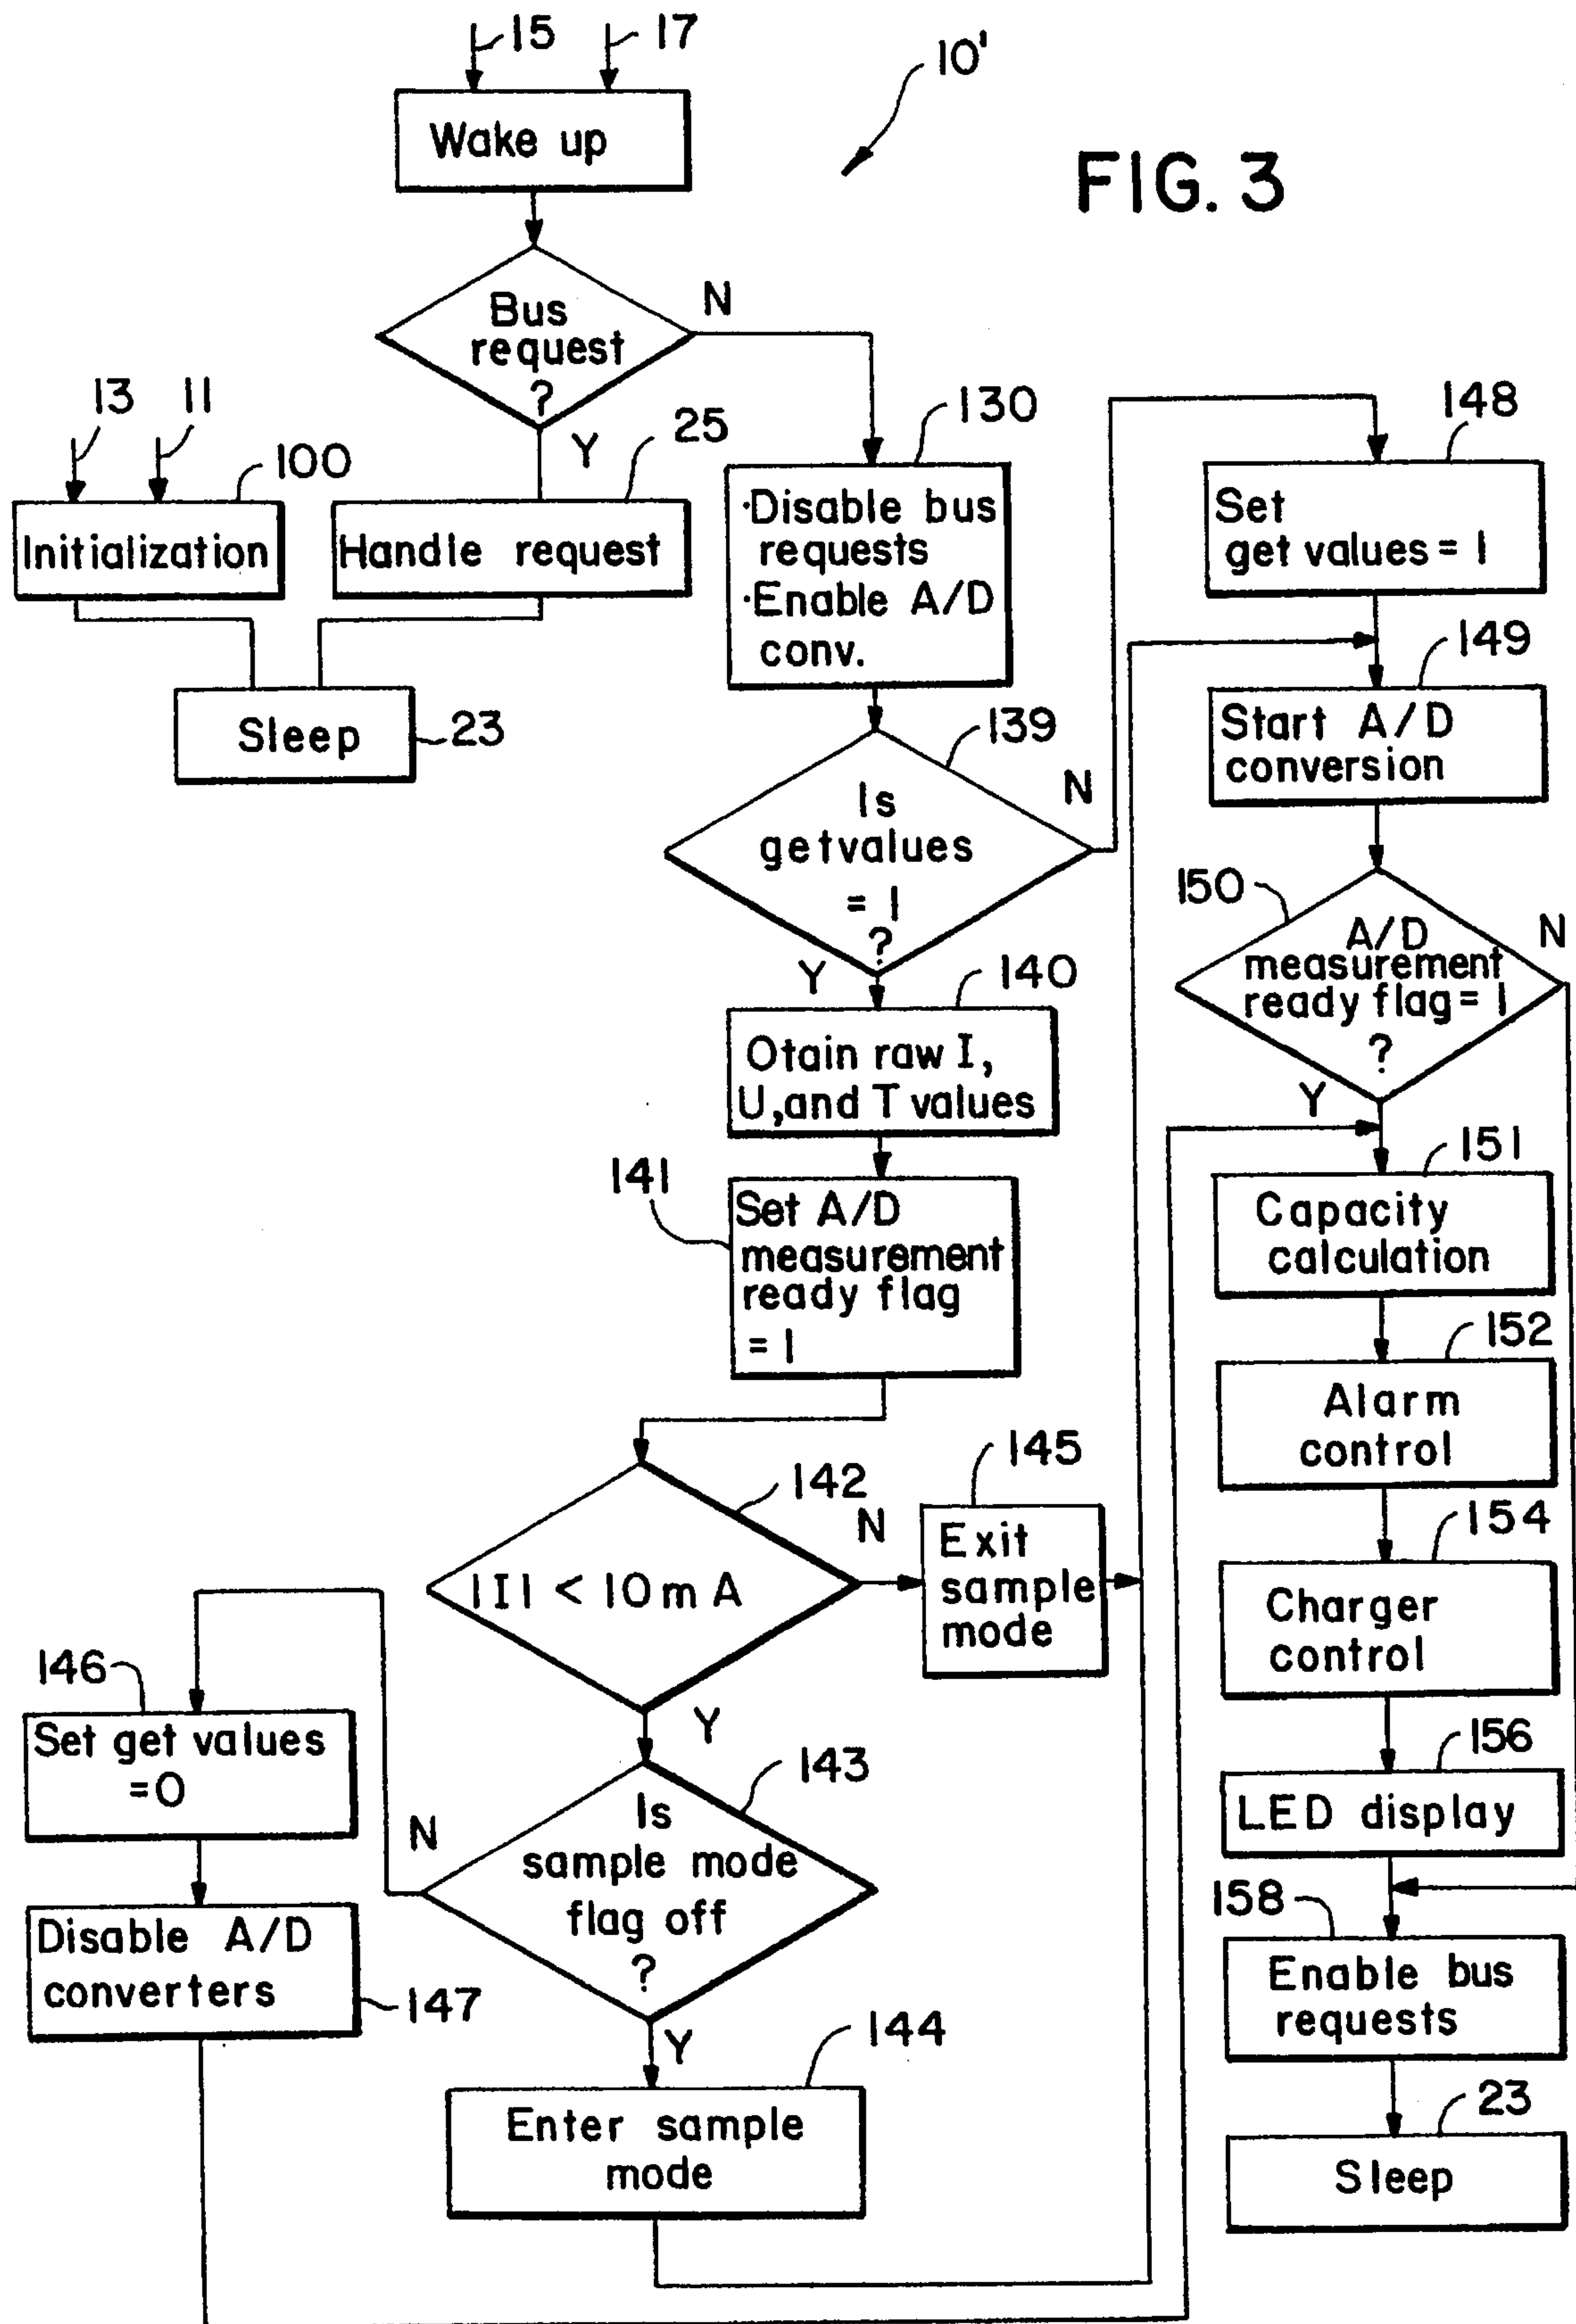 15
17
10'
FIG. 3
Wake up
Bus
request
?
N
Y
13
11
100
Initialization
25
Handle request
Sleep
23
130
·Disable bus
requests
·Enable A/D
conv.
139
Is
getvalues
= 1
?
N
Y
140
Otain raw I,
U,and T values
141
Set A/D
measurement
ready flag
= 1
142
|I| < 10 m A
N
Y
145
Exit
sample
mode
143
Is
sample mode
flag off
?
N
Y
146
Set get values
=0
Disable A/D
converters
147
144
Enter sample
mode
148
Set
get values = 1
149
Start A/D
conversion
150
A/D
measurement
ready flag = 1
?
N
Y
151
Capacity
calculation
152
Alarm
control
154
Charger
control
156
LED display
158
Enable bus
requests
23
Sleep